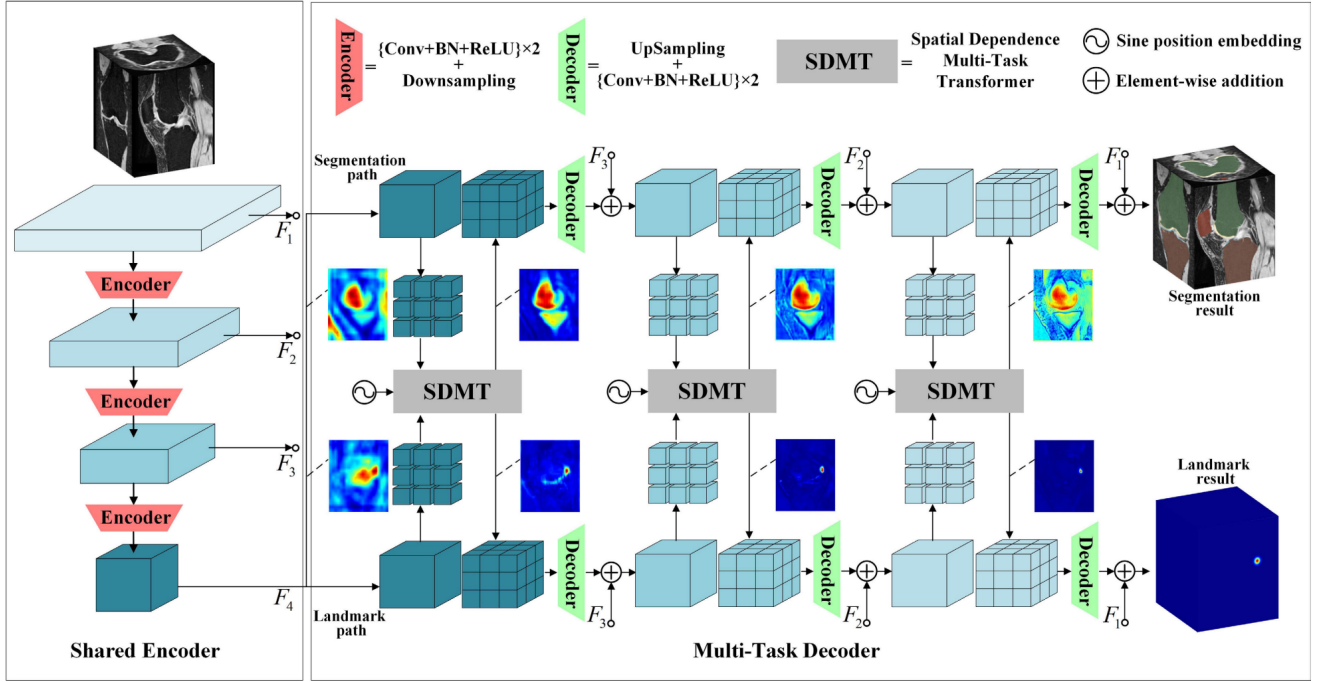 Encoder
=
{Conv+BN+ReLU}×2
+
Downsampling
Decoder
=
UpSampling
+
{Conv+BN+ReLU}×2
SDMT
=
Spatial Dependence
Multi-Task
Transformer
Sine position embedding
Element-wise addition
Segmentation
path
F3
F2
F1
Decoder
Decoder
Decoder
F1
Encoder
F2
Encoder
F3
Encoder
F4
Segmentation
result
SDMT
SDMT
SDMT
Landmark
result
Decoder
Decoder
Decoder
F3
F2
F1
Landmark
path
Shared Encoder
Multi-Task Decoder